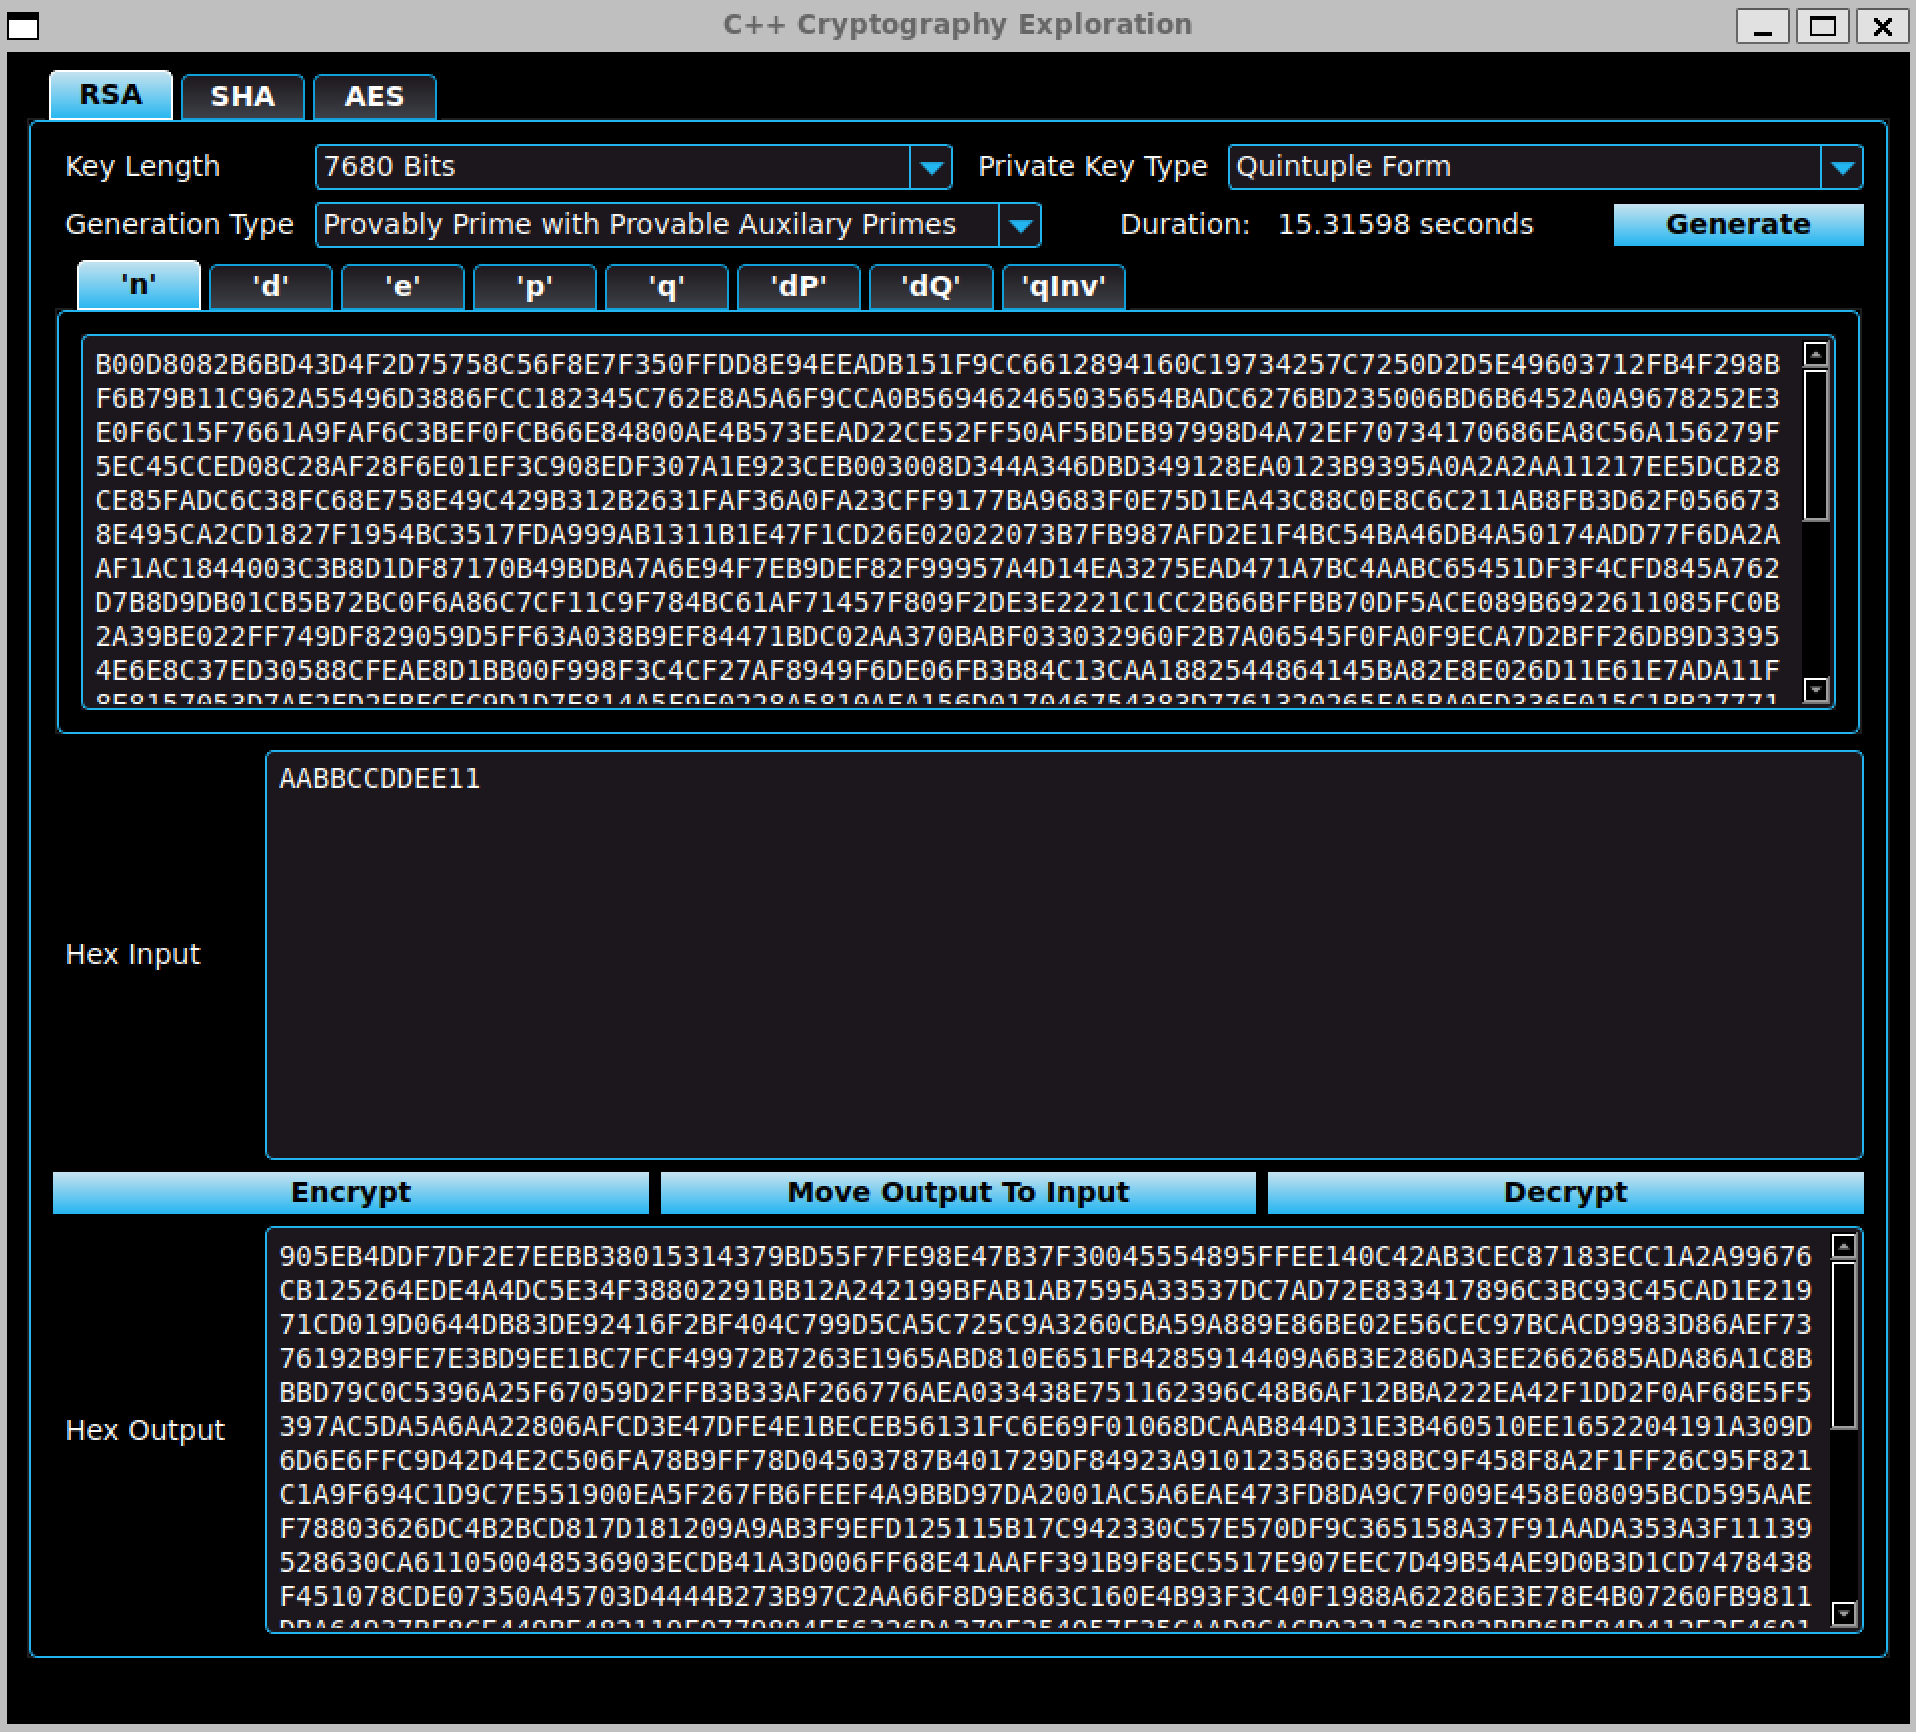 C++ Cryptography Exploration
RSA SHA AES
Key Length 7680 Bits Private Key Type Quintuple Form
Generation Type Provably Prime with Provable Auxilary Primes Duration: 15.31598 seconds Generate
'n' 'd' 'e' 'p' 'q' 'dP' 'dQ' 'qInv'
B00D8082B6BD43D4F2D75758C56F8E7F350FFDD8E94EEADB151F9CC6612894160C19734257C7250D2D5E49603712FB4F298B
F6B79B11C962A55496D3886FCC182345C762E8A5A6F9CCA0B569462465035654BADC6276BD235006BD6B6452A0A9678252E3
E0F6C15F7661A9FAF6C3BEF0FCB66E84800AE4B573EEAD22CE52FF50AF5BDEB97998D4A72EF70734170686EA8C56A156279F
5EC45CCED08C28AF28F6E01EF3C908EDF307A1E923CEB003008D344A346DBD349128EA0123B9395A0A2A2AA11217EE5DCB28
CE85FADC6C38FC68E758E49C429B312B2631FAF36A0FA23CFF9177BA9683F0E75D1EA43C88C0E8C6C211AB8FB3D62F056673
8E495CA2CD1827F1954BC3517FDA999AB1311B1E47F1CD26E02022073B7FB987AFD2E1F4BC54BA46DB4A50174ADD77F6DA2A
AF1AC1844003C3B8D1DF87170B49BDBA7A6E94F7EB9DEF82F99957A4D14EA3275EAD471A7BC4AABC65451DF3F4CFD845A762
D7B8D9DB01CB5B72BC0F6A86C7CF11C9F784BC61AF71457F809F2DE3E2221C1CC2B66BFFBB70DF5ACE089B6922611085FC0B
2A39BE022FF749DF829059D5FF63A038B9EF84471BDC02AA370BABF033032960F2B7A06545F0FA0F9ECA7D2BFF26DB9D3395
4E6E8C37ED30588CFEAE8D1BB00F998F3C4CF27AF8949F6DE06FB3B84C13CAA1882544864145BA82E8E026D11E61E7ADA11F
Hex Input AABBCCDDEE11
Encrypt Move Output To Input Decrypt
905EB4DDF7DF2E7EEBB38015314379BD55F7FE98E47B37F30045554895FFEE140C42AB3CEC87183ECC1A2A99676
CB125264EDE4A4DC5E34F38802291BB12A242199BFAB1AB7595A33537DC7AD72E833417896C3BC93C45CAD1E219
71CD019D0644DB83DE92416F2BF404C799D5CA5C725C9A3260CBA59A889E86BE02E56CEC97BCACD9983D86AEF73
76192B9FE7E3BD9EE1BC7FCF49972B7263E1965ABD810E651FB4285914409A6B3E286DA3EE2662685ADA86A1C8B
BBD79C0C5396A25F67059D2FFB3B33AF266776AEA033438E751162396C48B6AF12BBA222EA42F1DD2F0AF68E5F5
Hex Output 397AC5DA5A6AA22806AFCD3E47DFE4E1BECEB56131FC6E69F01068DCAAB844D31E3B460510EE1652204191A309D
6D6E6FFC9D42D4E2C506FA78B9FF78D04503787B401729DF84923A910123586E398BC9F458F8A2F1FF26C95F821
C1A9F694C1D9C7E551900EA5F267FB6FEEF4A9BBD97DA2001AC5A6EAE473FD8DA9C7F009E458E08095BCD595AAE
F78803626DC4B2BCD817D181209A9AB3F9EFD125115B17C942330C57E570DF9C365158A37F91AADA353A3F11139
528630CA611050048536903ECDB41A3D006FF68E41AAFF391B9F8EC5517E907EEC7D49B54AE9D0B3D1CD7478438
F451078CDE07350A45703D4444B273B97C2AA66F8D9E863C160E4B93F3C40F1988A62286E3E78E4B07260FB9811